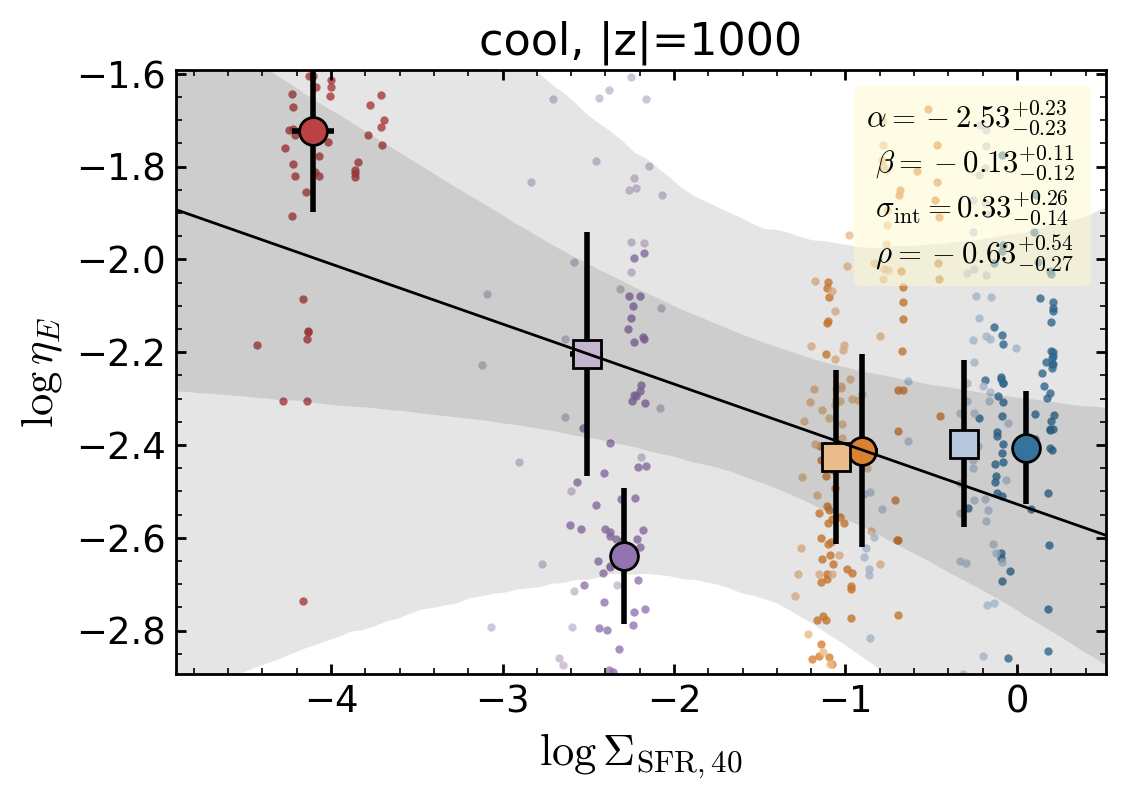 cool, |z|=1000
α = − 2.53 +0.23 −0.23
β = − 0.13 +0.11 −0.12
σ_int = 0.33 +0.26 −0.14
ρ = − 0.63 +0.54 −0.27
−1.6
−1.8
−2.0
−2.2
−2.4
−2.6
−2.8
log η_E
−4 −3 −2 −1 0
log Σ_SFR, 40